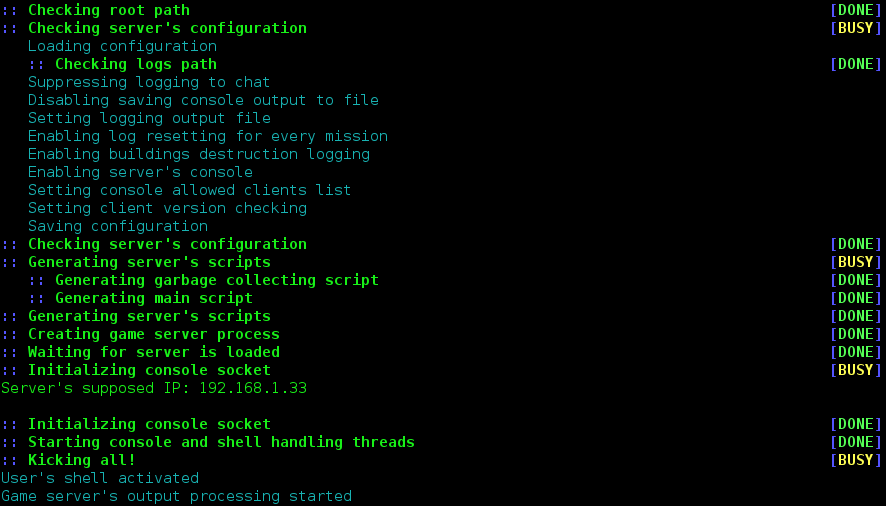 :: Checking root path [DONE]
:: Checking server's configuration [BUSY]
Loading configuration
:: Checking logs path [DONE]
Suppressing logging to chat
Disabling saving console output to file
Setting logging output file
Enabling log resetting for every mission
Enabling buildings destruction logging
Enabling server's console
Setting console allowed clients list
Setting client version checking
Saving configuration
:: Checking server's configuration [DONE]
:: Generating server's scripts [BUSY]
:: Generating garbage collecting script [DONE]
:: Generating main script [DONE]
:: Generating server's scripts [DONE]
:: Creating game server process [DONE]
:: Waiting for server is loaded [DONE]
:: Initializing console socket [BUSY]
Server's supposed IP: 192.168.1.33
:: Initializing console socket [DONE]
:: Starting console and shell handling threads [DONE]
:: Kicking all! [BUSY]
User's shell activated
Game server's output processing started